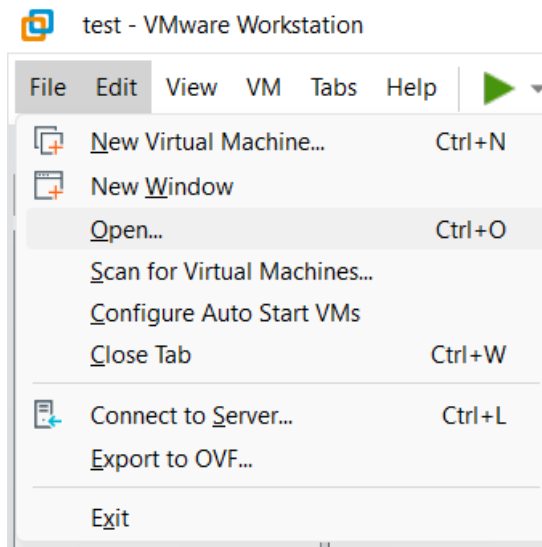 test - VMware Workstation
File Edit View VM Tabs Help
New Virtual Machine... Ctrl+N
New Window
Open... Ctrl+O
Scan for Virtual Machines...
Configure Auto Start VMs
Close Tab Ctrl+W
Connect to Server... Ctrl+L
Export to OVF...
Exit